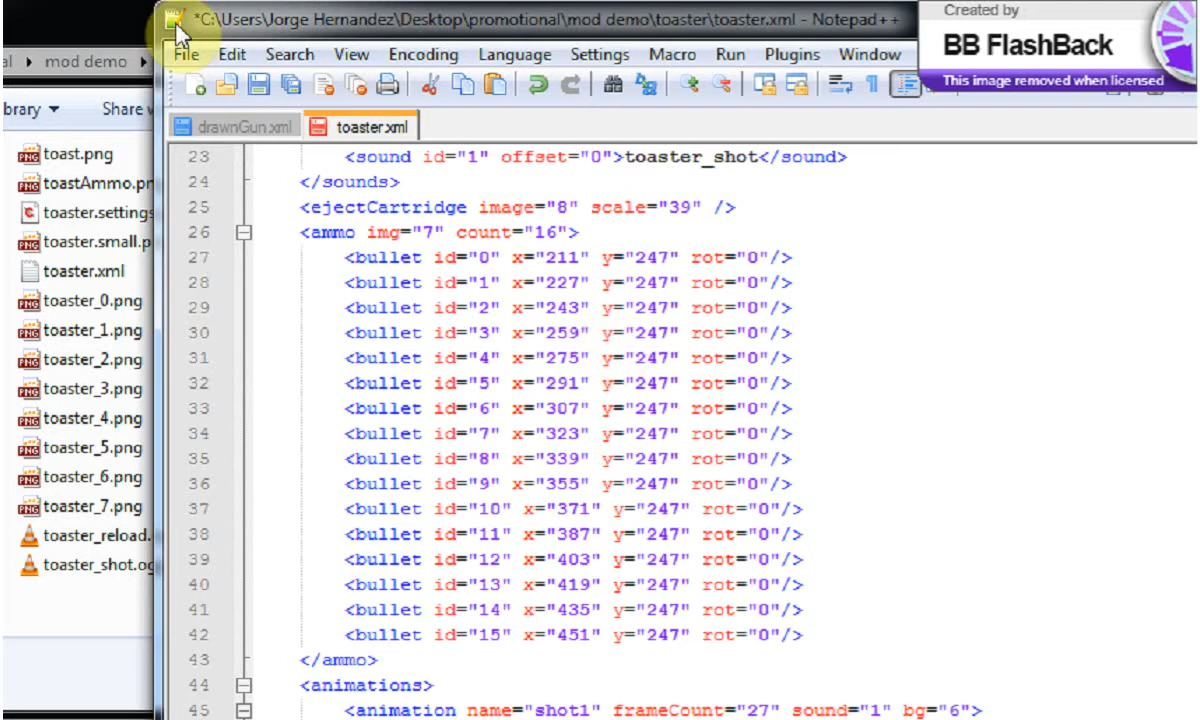 *C:\Users\Jorge Hernandez\Desktop\promotional\mod demo\toaster\toaster.xml - Notepad++
Created by
BB FlashBack
This image removed when licensed
File Edit Search View Encoding Language Settings Macro Run Plugins Window
al ▸ mod demo ▸
brary Share w
drawnGun.xml toaster.xml
toast.png
toastAmmo.pn
toaster.settings
toaster.small.p
toaster.xml
toaster_0.png
toaster_1.png
toaster_2.png
toaster_3.png
toaster_4.png
toaster_5.png
toaster_6.png
toaster_7.png
toaster_reload.
toaster_shot.og
23 <sound id="1" offset="0">toaster_shot</sound>
24 </sounds>
25 <ejectCartridge image="8" scale="39" />
26 <ammo img="7" count="16">
27 <bullet id="0" x="211" y="247" rot="0"/>
28 <bullet id="1" x="227" y="247" rot="0"/>
29 <bullet id="2" x="243" y="247" rot="0"/>
30 <bullet id="3" x="259" y="247" rot="0"/>
31 <bullet id="4" x="275" y="247" rot="0"/>
32 <bullet id="5" x="291" y="247" rot="0"/>
33 <bullet id="6" x="307" y="247" rot="0"/>
34 <bullet id="7" x="323" y="247" rot="0"/>
35 <bullet id="8" x="339" y="247" rot="0"/>
36 <bullet id="9" x="355" y="247" rot="0"/>
37 <bullet id="10" x="371" y="247" rot="0"/>
38 <bullet id="11" x="387" y="247" rot="0"/>
39 <bullet id="12" x="403" y="247" rot="0"/>
40 <bullet id="13" x="419" y="247" rot="0"/>
41 <bullet id="14" x="435" y="247" rot="0"/>
42 <bullet id="15" x="451" y="247" rot="0"/>
43 </ammo>
44 <animations>
45 <animation name="shot1" frameCount="27" sound="1" bg="6">